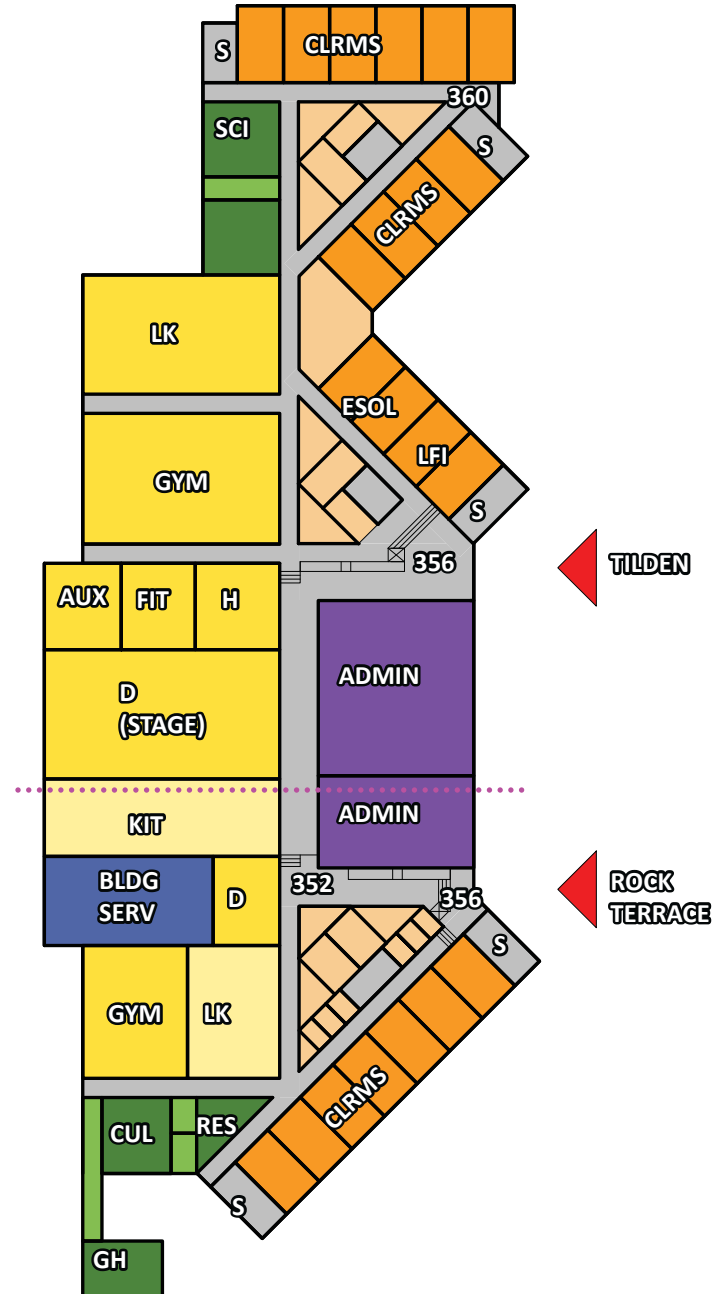 S
CLRMS
360
SCI
S
CLRMS
LK
ESOL
LFI
GYM
S
356
TILDEN
AUX
FIT
H
ADMIN
D
(STAGE)
ADMIN
KIT
BLDG
SERV
D
352
356
ROCK
TERRACE
S
GYM
LK
CLRMS
CUL
RES
S
GH